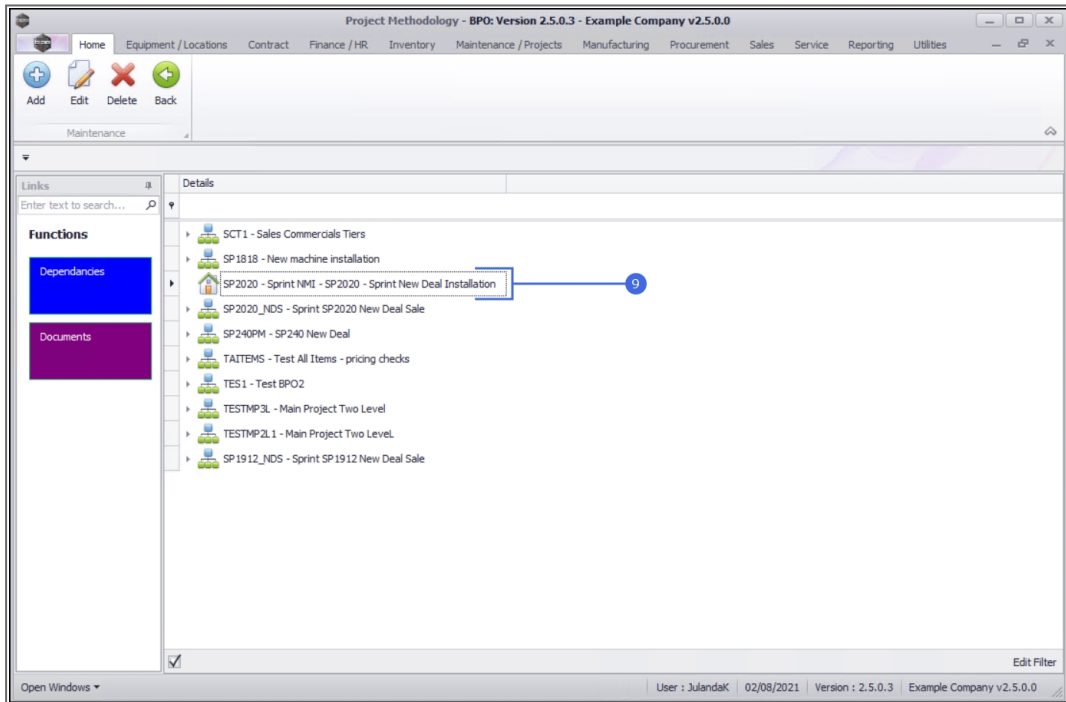 Project Methodology - BPO: Version 2.5.0.3 - Example Company v2.5.0.0
Home Equipment / Locations Contract Finance / HR Inventory Maintenance / Projects Manufacturing Procurement Sales Service Reporting Utilities
Add Edit Delete Back
Maintenance
Links
Details
Enter text to search...
Functions
Dependancies
Documents
SCT1 - Sales Commercials Tiers
SP1818 - New machine installation
SP2020 - Sprint NMI - SP2020 - Sprint New Deal Installation
9
SP2020_NDS - Sprint SP2020 New Deal Sale
SP240PM - SP240 New Deal
TAITEMS - Test All Items - pricing checks
TES1 - Test BPO2
TESTMP3L - Main Project Two Level
TESTMP2L1 - Main Project Two LeveL
SP1912_NDS - Sprint SP1912 New Deal Sale
Edit Filter
Open Windows
User : JulandaK 02/08/2021 Version : 2.5.0.3 Example Company v2.5.0.0